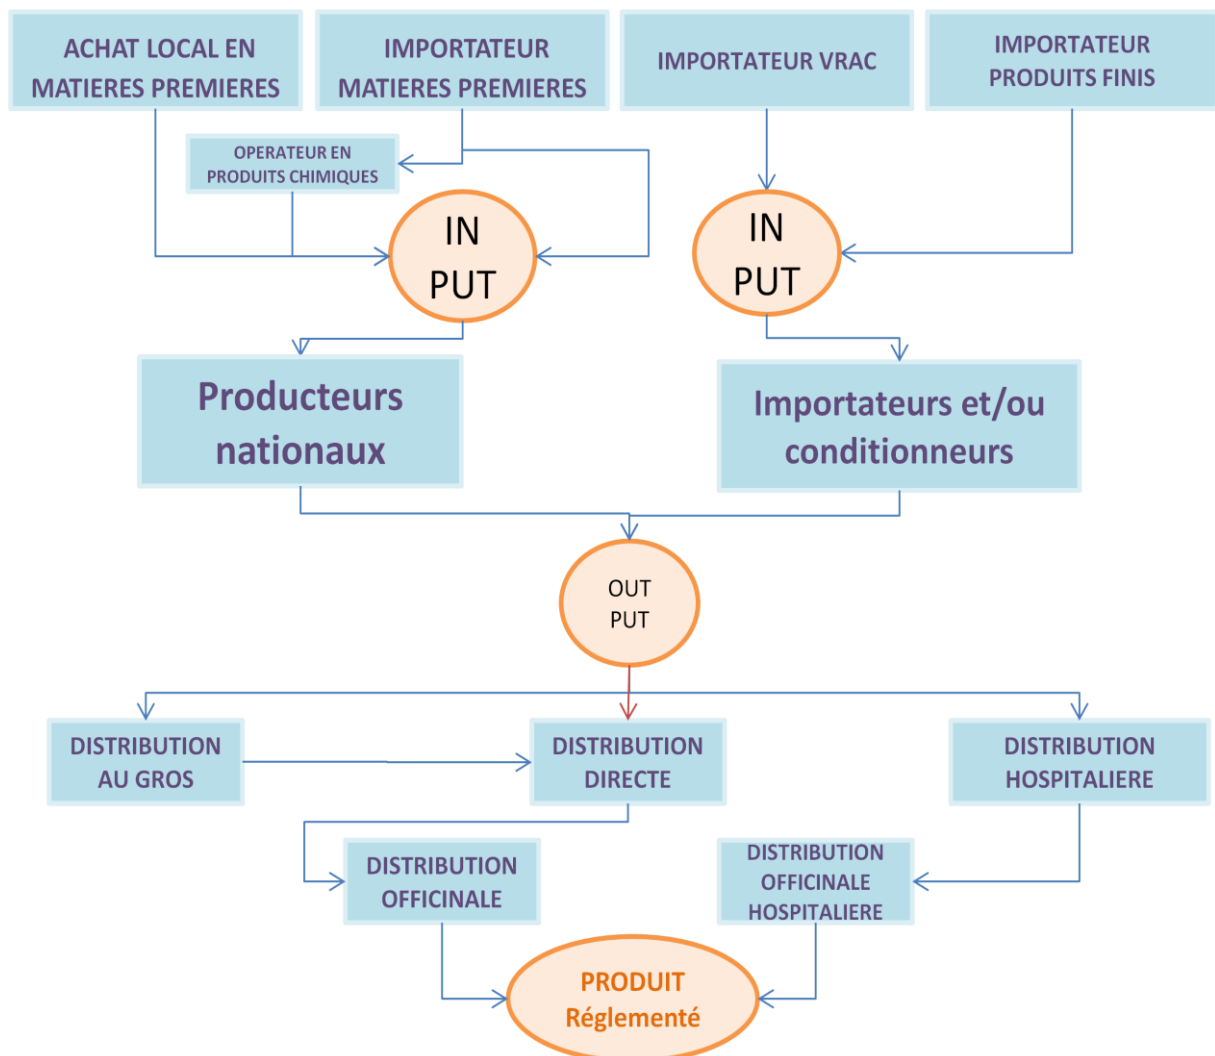 ACHAT LOCAL EN
MATIERES PREMIERES
IMPORTATEUR
MATIERES PREMIERES
IMPORTATEUR VRAC
IMPORTATEUR
PRODUITS FINIS
OPERATEUR EN
PRODUITS CHIMIQUES
IN
PUT
IN
PUT
Producteurs
nationaux
Importateurs et/ou
conditionneurs
OUT
PUT
DISTRIBUTION
AU GROS
DISTRIBUTION
DIRECTE
DISTRIBUTION
HOSPITALIERE
DISTRIBUTION
OFFICINALE
DISTRIBUTION
OFFICINALE
HOSPITALIERE
PRODUIT
Réglementé